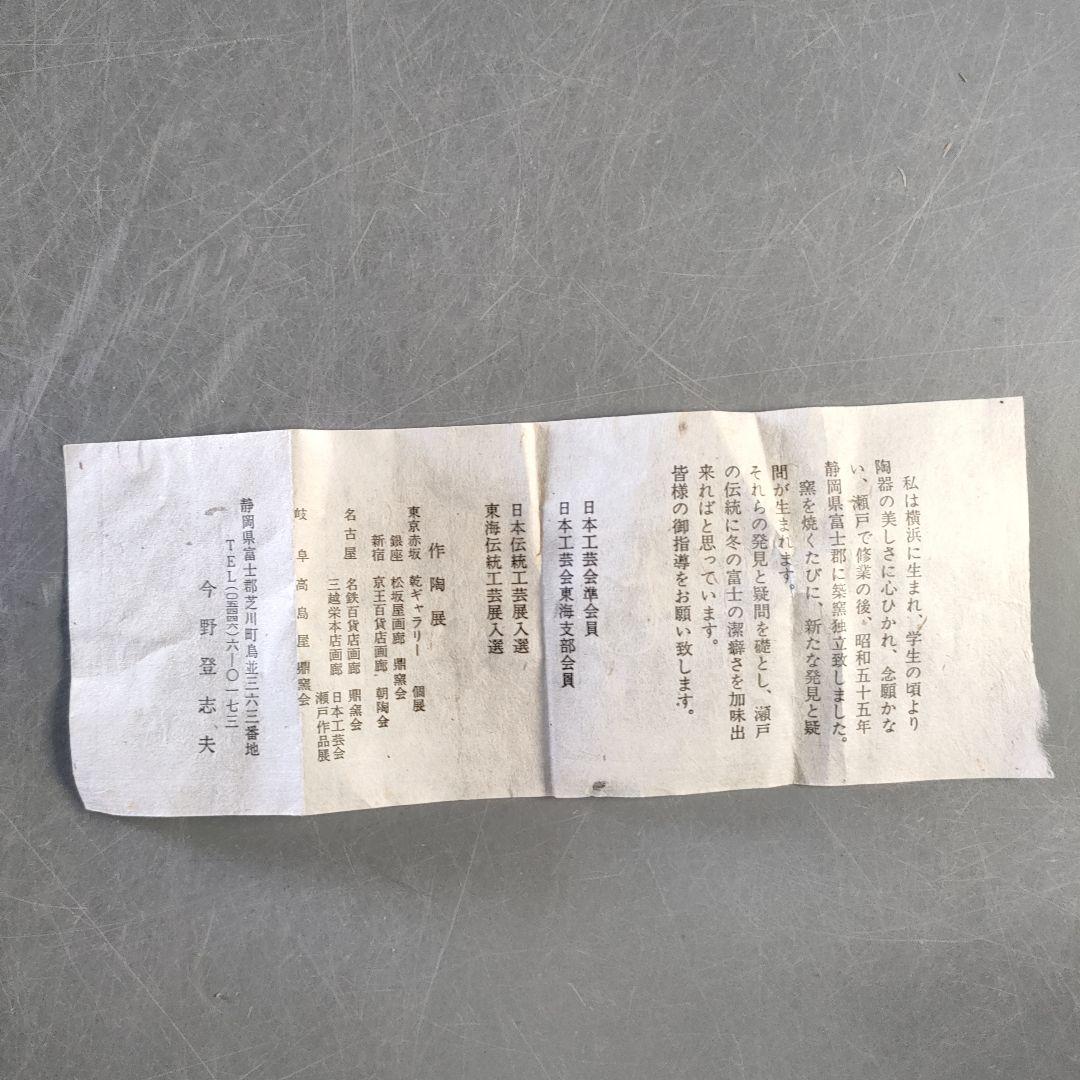 私は横浜に生まれ、学生の頃より
陶器の美しさに心ひかれ、念願かな
い、瀬戸で修業の後、昭和五十五年
静岡県富士郡に築窯独立致しました。
窯を焼くたびに、新たな発見と疑
問が生まれます。
それらの発見と疑問を礎とし、瀬戸
の伝統に冬の富士の潔癖さを加味出
来ればと思っています。
皆様の御指導をお願い致します。
日本工芸会準会員
日本工芸会東海支部会員
日本伝統工芸展入選
東海伝統工芸展入選
作陶展
東京赤坂 乾ギャラリー 個展
銀座 松坂屋画廊 鼎窯会
新宿 京王百貨店画廊 朝陶会
名古屋 名鉄百貨店画廊 鼎窯会
三越栄本店画廊 日本工芸会
瀬戸作品展
岐阜高島屋 鼎窯会
静岡県富士郡芝川町鳥並三六三番地
TEL(〇五四四六)六―〇一七三
今野登志夫